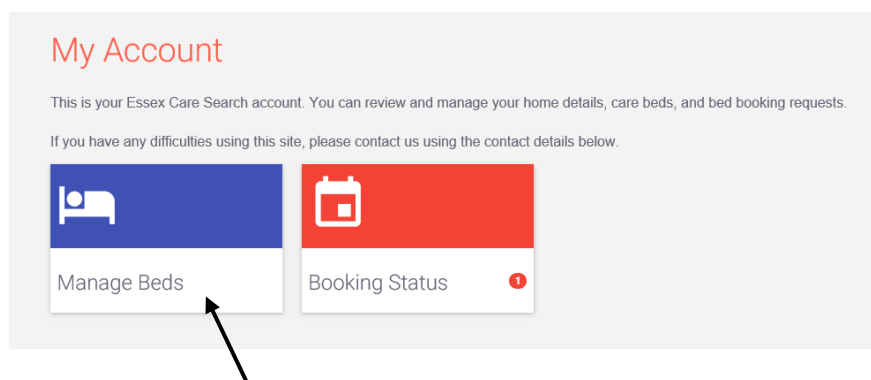 My Account
This is your Essex Care Search account. You can review and manage your home details, care beds, and bed booking requests.
If you have any difficulties using this site, please contact us using the contact details below.
Manage Beds
Booking Status 1